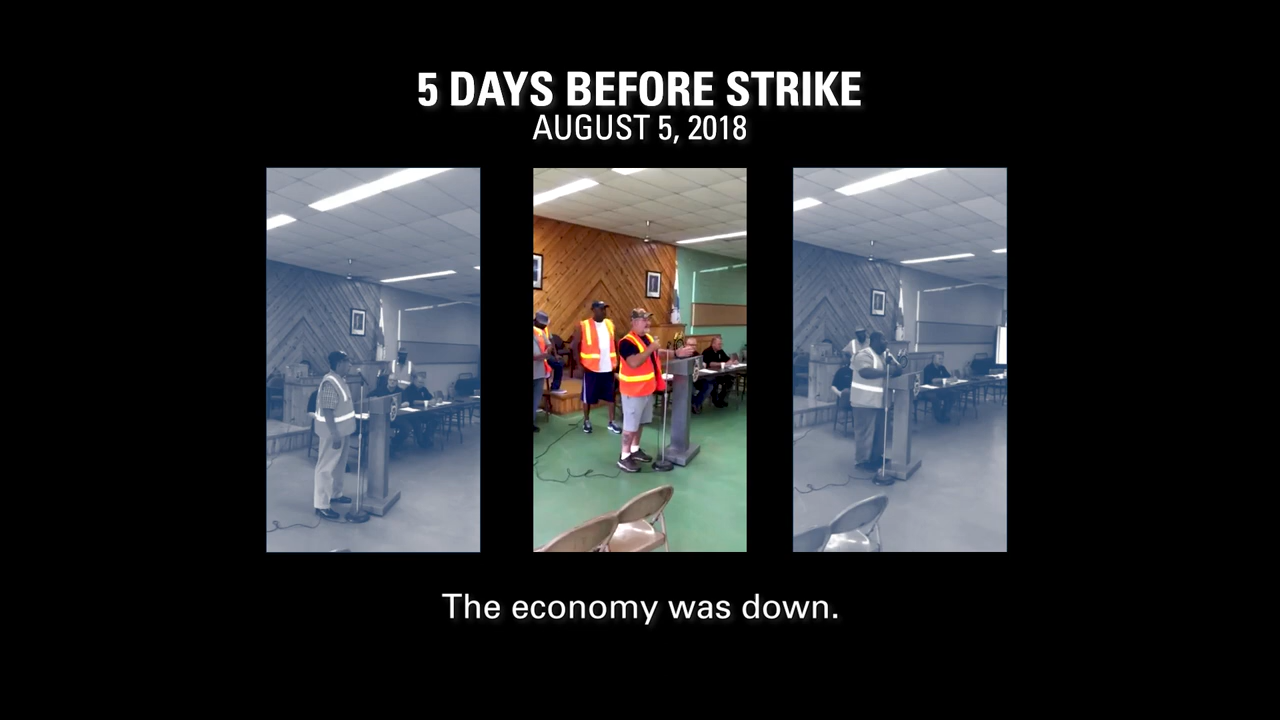 5 DAYS BEFORE STRIKE
AUGUST 5, 2018
The economy was down.